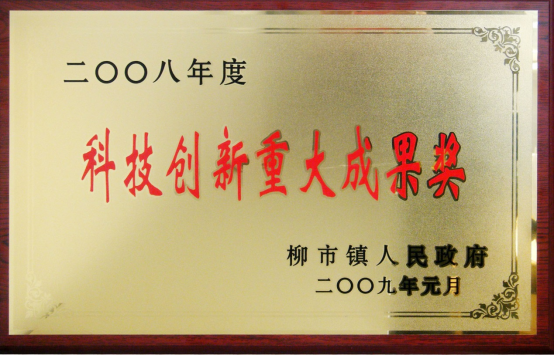 二〇〇八年度
科技创新重大成果奖
柳市镇人民政府
二〇〇九年元月